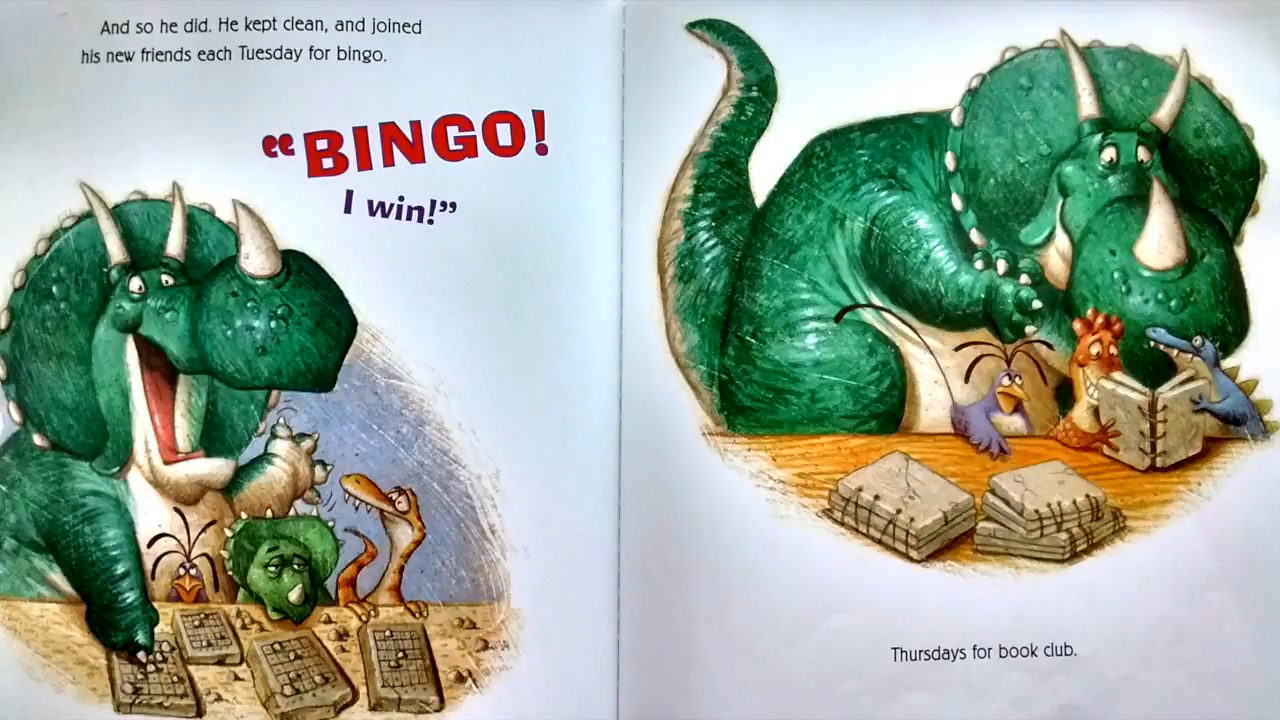 And so he did. He kept clean, and joined
his new friends each Tuesday for bingo.
“BINGO!
I win!”
Thursdays for book club.